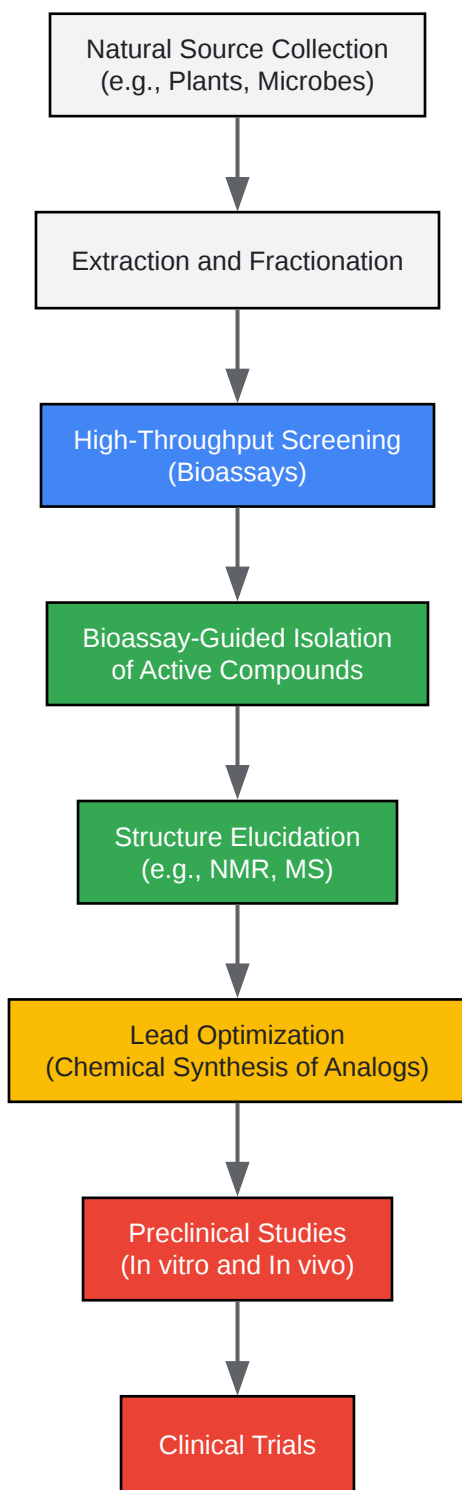 Natural Source Collection
(e.g., Plants, Microbes)
Extraction and Fractionation
High-Throughput Screening
(Bioassays)
Bioassay-Guided Isolation
of Active Compounds
Structure Elucidation
(e.g., NMR, MS)
Lead Optimization
(Chemical Synthesis of Analogs)
Preclinical Studies
(In vitro and In vivo)
Clinical Trials